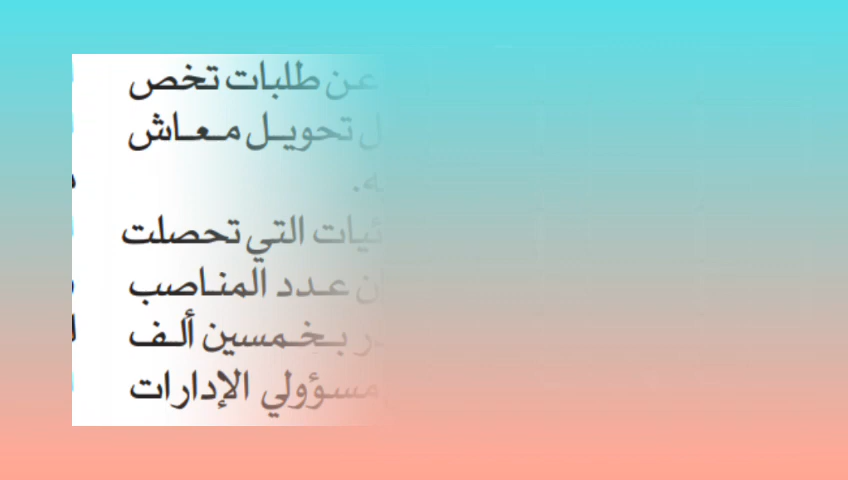 عن طلبات تخص
تحويل معاش
التي تحصلت
عدد المناصب
بخمسين ألف
مسؤولي الإدارات